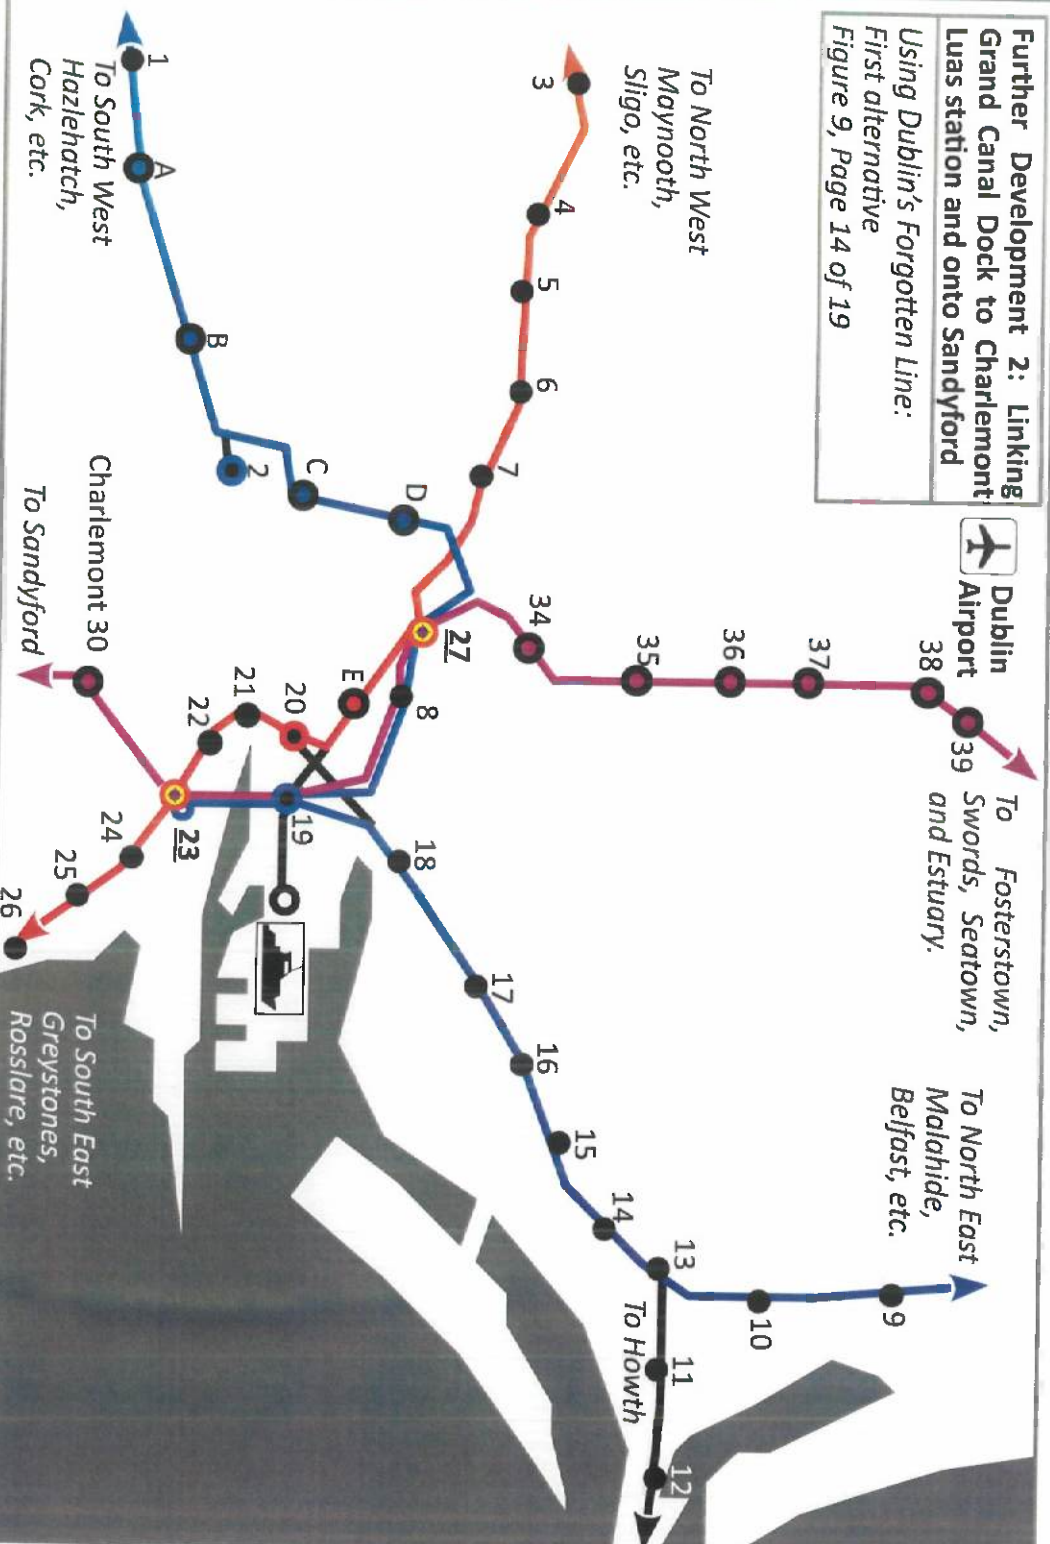 Further Development 2: Linking
Grand Canal Dock to Charlemont
Luas station and onto Sandyford
Using Dublin's Forgotten Line:
First alternative
Figure 9, Page 14 of 19
Dublin
Airport
To Fosterstown,
Swords, Seatown,
and Estuary.
To North East
Malahide,
Belfast, etc.
To North West
Maynooth,
Sligo, etc.
To South West
Hazlehatch,
Cork, etc.
Charlemont 30
To Sandyford
To Howth
To South East
Greystones,
Rosslare, etc.
1
A
B
2
C
D
3
4
5
6
7
27
8
E
34
35
36
37
38
39
20
21
22
23
24
25
26
19
18
17
16
15
14
13
10
9
11
12